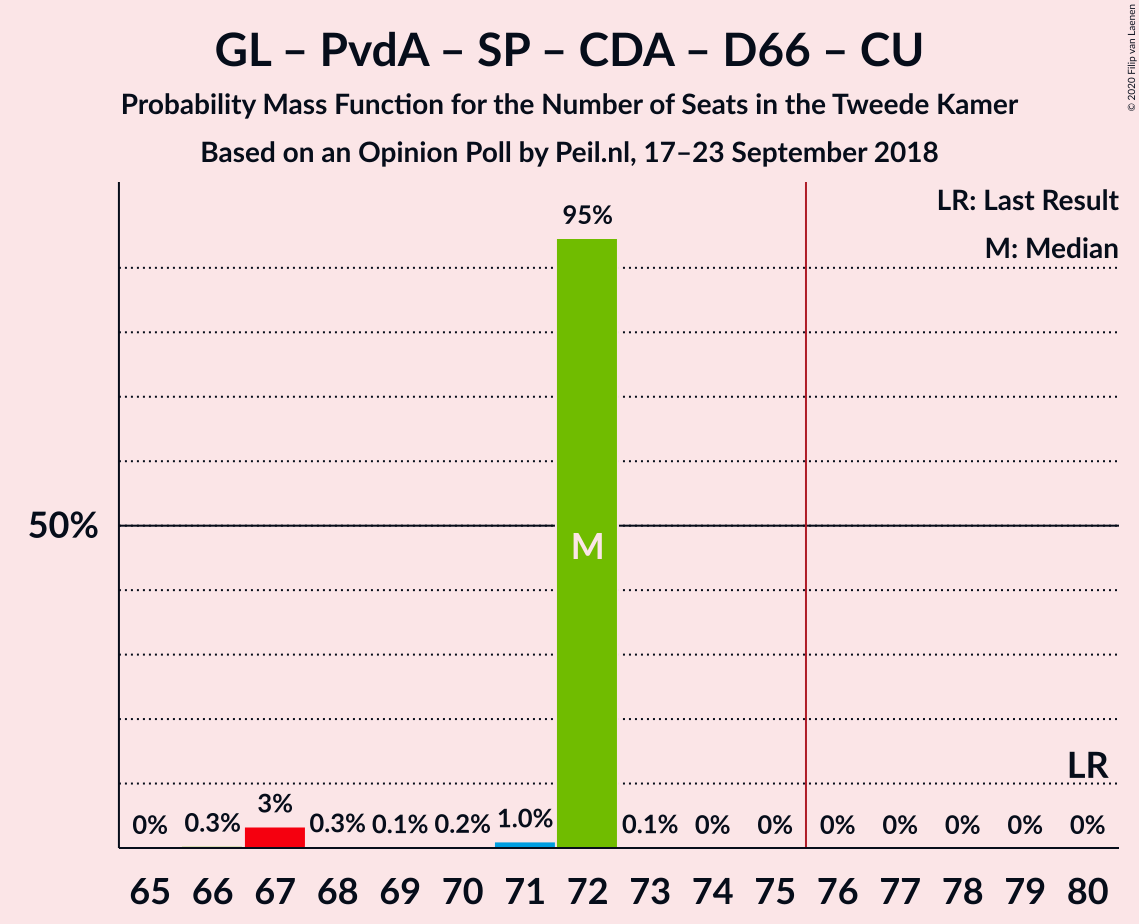 GL – PvdA – SP – CDA – D66 – CU
Probability Mass Function for the Number of Seats in the Tweede Kamer
Based on an Opinion Poll by Peil.nl, 17–23 September 2018
© 2020 Filip van Laenen
LR: Last Result
M: Median
95%
50%
M
LR
0% 0.3% 3% 0.3% 0.1% 0.2% 1.0% 0.1% 0% 0% 0% 0% 0% 0% 0%
65 66 67 68 69 70 71 72 73 74 75 76 77 78 79 80